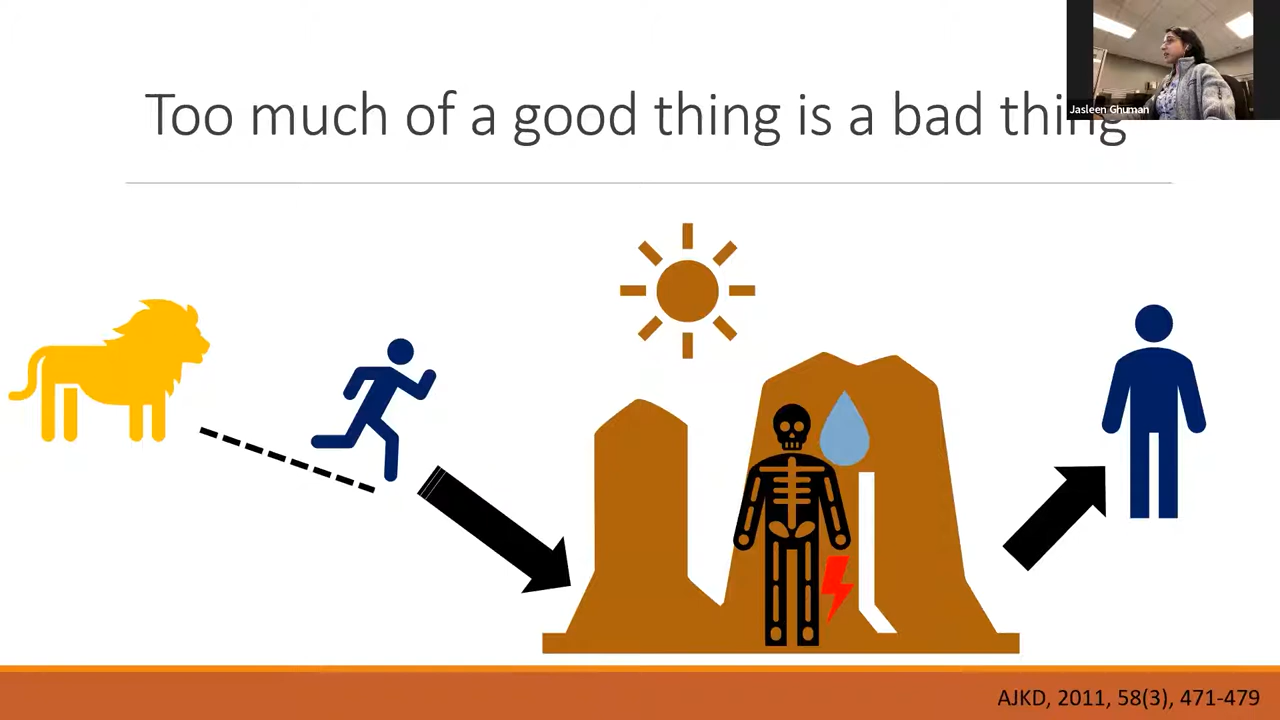 Too much of a good thing is a bad thing
Jasleen Ghuman
AJKD, 2011, 58(3), 471-479